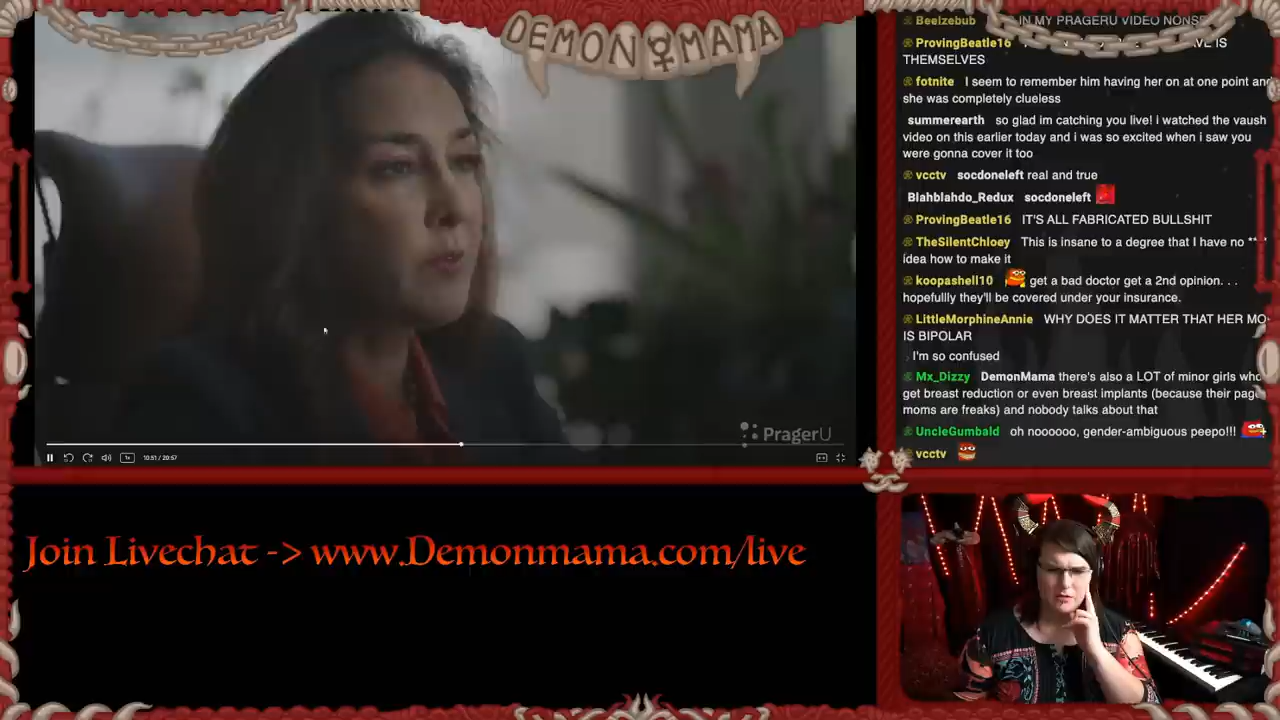 DEMON MAMA
Beelzebub IN MY PRAGERU VIDEO
ProvingBeatle16 IS
THEMSELVES
fotnite I seem to remember him having her on at one point and
she was completely clueless
summerearth so glad im catching you live! i watched the vaush
video on this earlier today and i was so excited when i saw you
were gonna cover it too
vcctv socdoneleft real and true
Blahblahdo_Redux socdoneleft
ProvingBeatle16 IT'S ALL FABRICATED BULLSHIT
TheSilentChloey This is insane to a degree that I have no
idea how to make it
koopashell10 get a bad doctor get a 2nd opinion. . .
hopefullly they'll be covered under your insurance.
LittleMorphineAnnie WHY DOES IT MATTER THAT HER
IS BIPOLAR
I'm so confused
Mx_Dizzy DemonMama there's also a LOT of minor girls who
get breast reduction or even breast implants (because their
moms are freaks) and nobody talks about that
UncleGumbald oh noooooo, gender-ambiguous peepo!!!
vcctv
PragerU
1x 10:51 / 20:57
Join Livechat -> www.Demonmama.com/live